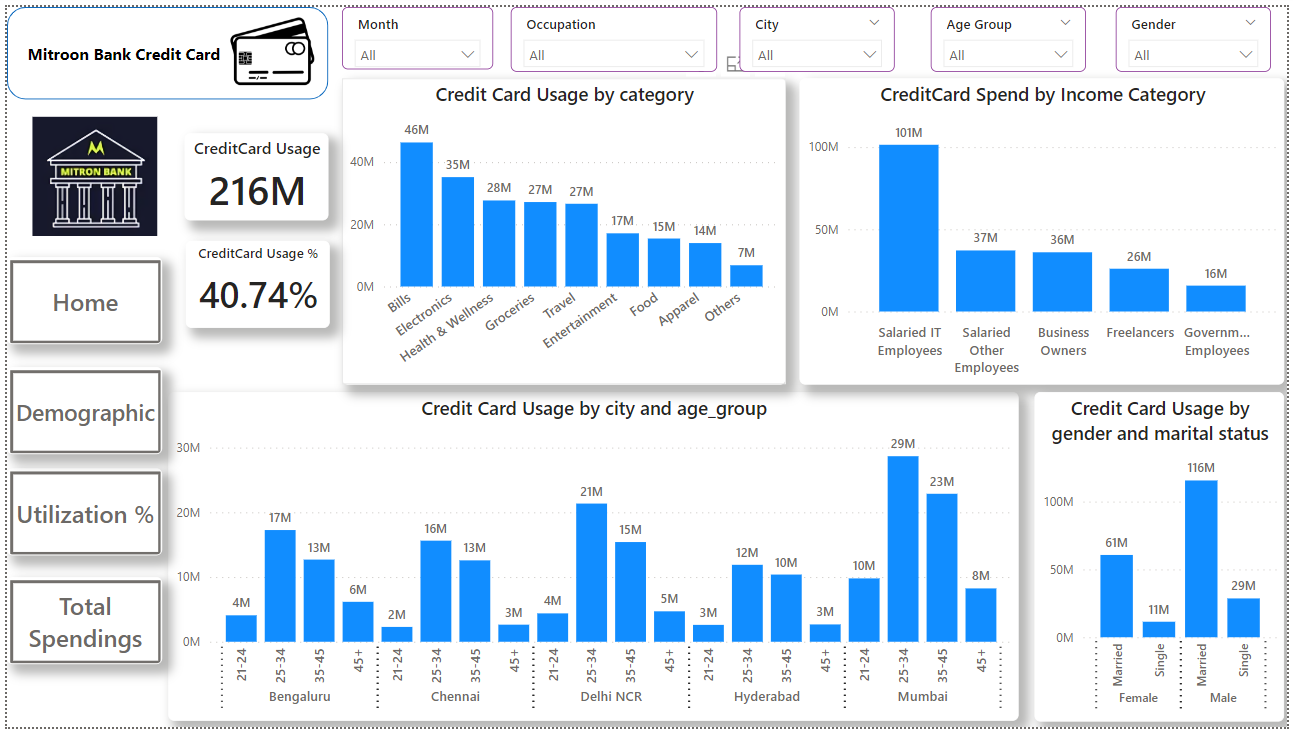 Mitroon Bank Credit Card
Month
All
Occupation
All
City
All
Age Group
All
Gender
All
MITRON BANK
CreditCard Usage
216M
CreditCard Usage %
40.74%
Home
Demographic
Utilization %
Total
Spendings
Credit Card Usage by category
46M
35M
28M
27M
27M
17M
15M
14M
7M
40M
20M
0M
Bills
Electronics
Health & Wellness
Groceries
Travel
Entertainment
Food
Apparel
Others
CreditCard Spend by Income Category
101M
37M
36M
26M
16M
100M
50M
0M
Salaried IT
Employees
Salaried
Other
Employees
Business
Owners
Freelancers
Governm...
Employees
Credit Card Usage by city and age_group
30M
20M
10M
0M
4M
17M
13M
6M
2M
16M
13M
3M
4M
21M
15M
5M
3M
12M
10M
3M
10M
29M
23M
8M
21-24
25-34
35-45
45+
21-24
25-34
35-45
45+
21-24
25-34
35-45
45+
21-24
25-34
35-45
45+
21-24
25-34
35-45
45+
Bengaluru
Chennai
Delhi NCR
Hyderabad
Mumbai
Credit Card Usage by
gender and marital status
100M
50M
0M
61M
11M
116M
29M
Married
Single
Married
Single
Female
Male